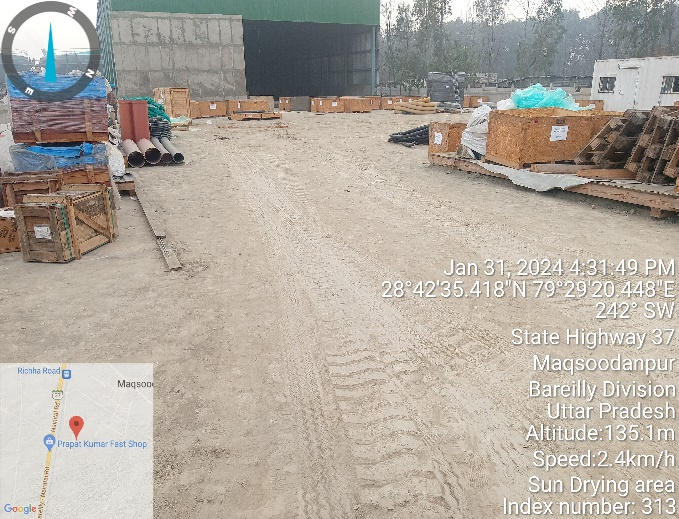 Jan 31, 2024 4:31:49 PM
28°42'35.418"N 79°29'20.448"E
242° SW
State Highway 37
Maqsoodanpur
Bareilly Division
Uttar Pradesh
Altitude:135.1m
Speed:2.4km/h
Sun Drying area
Index number: 313
Richha Road
Maqsoo
Prapat Kumar Fast Shop
Google